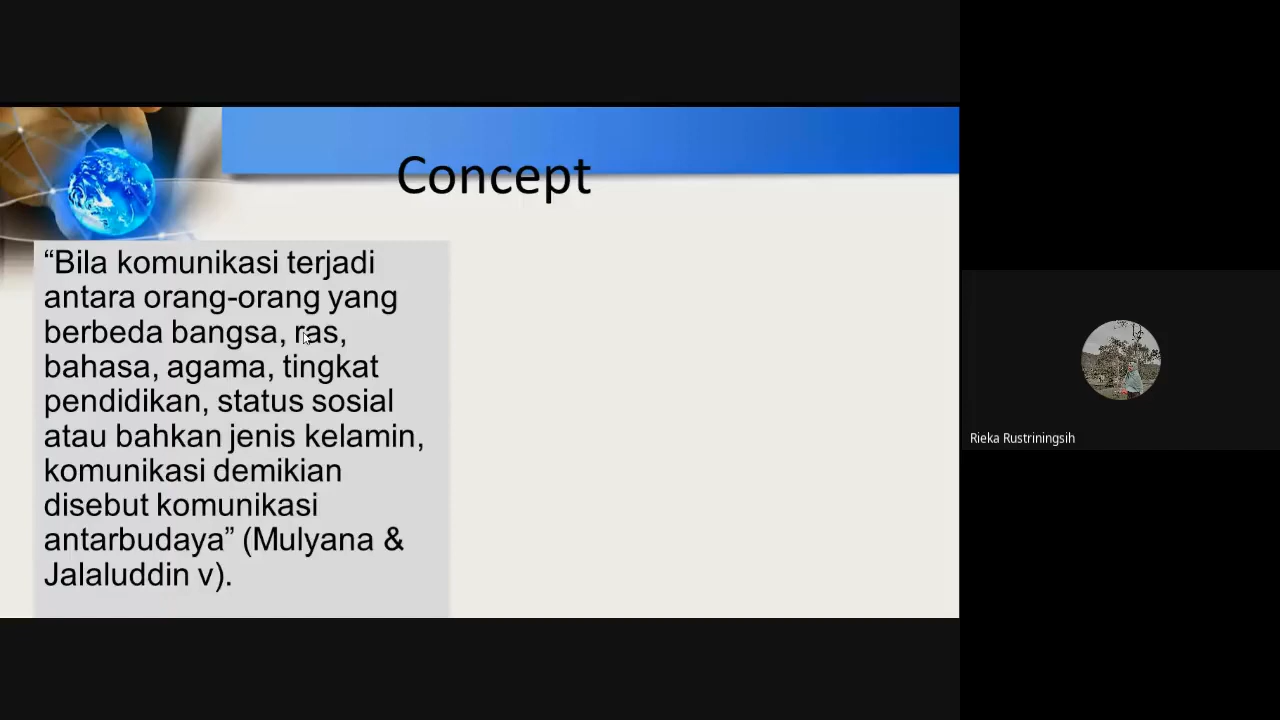 Concept
“Bila komunikasi terjadi
antara orang-orang yang
berbeda bangsa, ras,
bahasa, agama, tingkat
pendidikan, status sosial
atau bahkan jenis kelamin,
komunikasi demikian
disebut komunikasi
antarbudaya” (Mulyana &
Jalaluddin v).
Rieka Rustriningsih